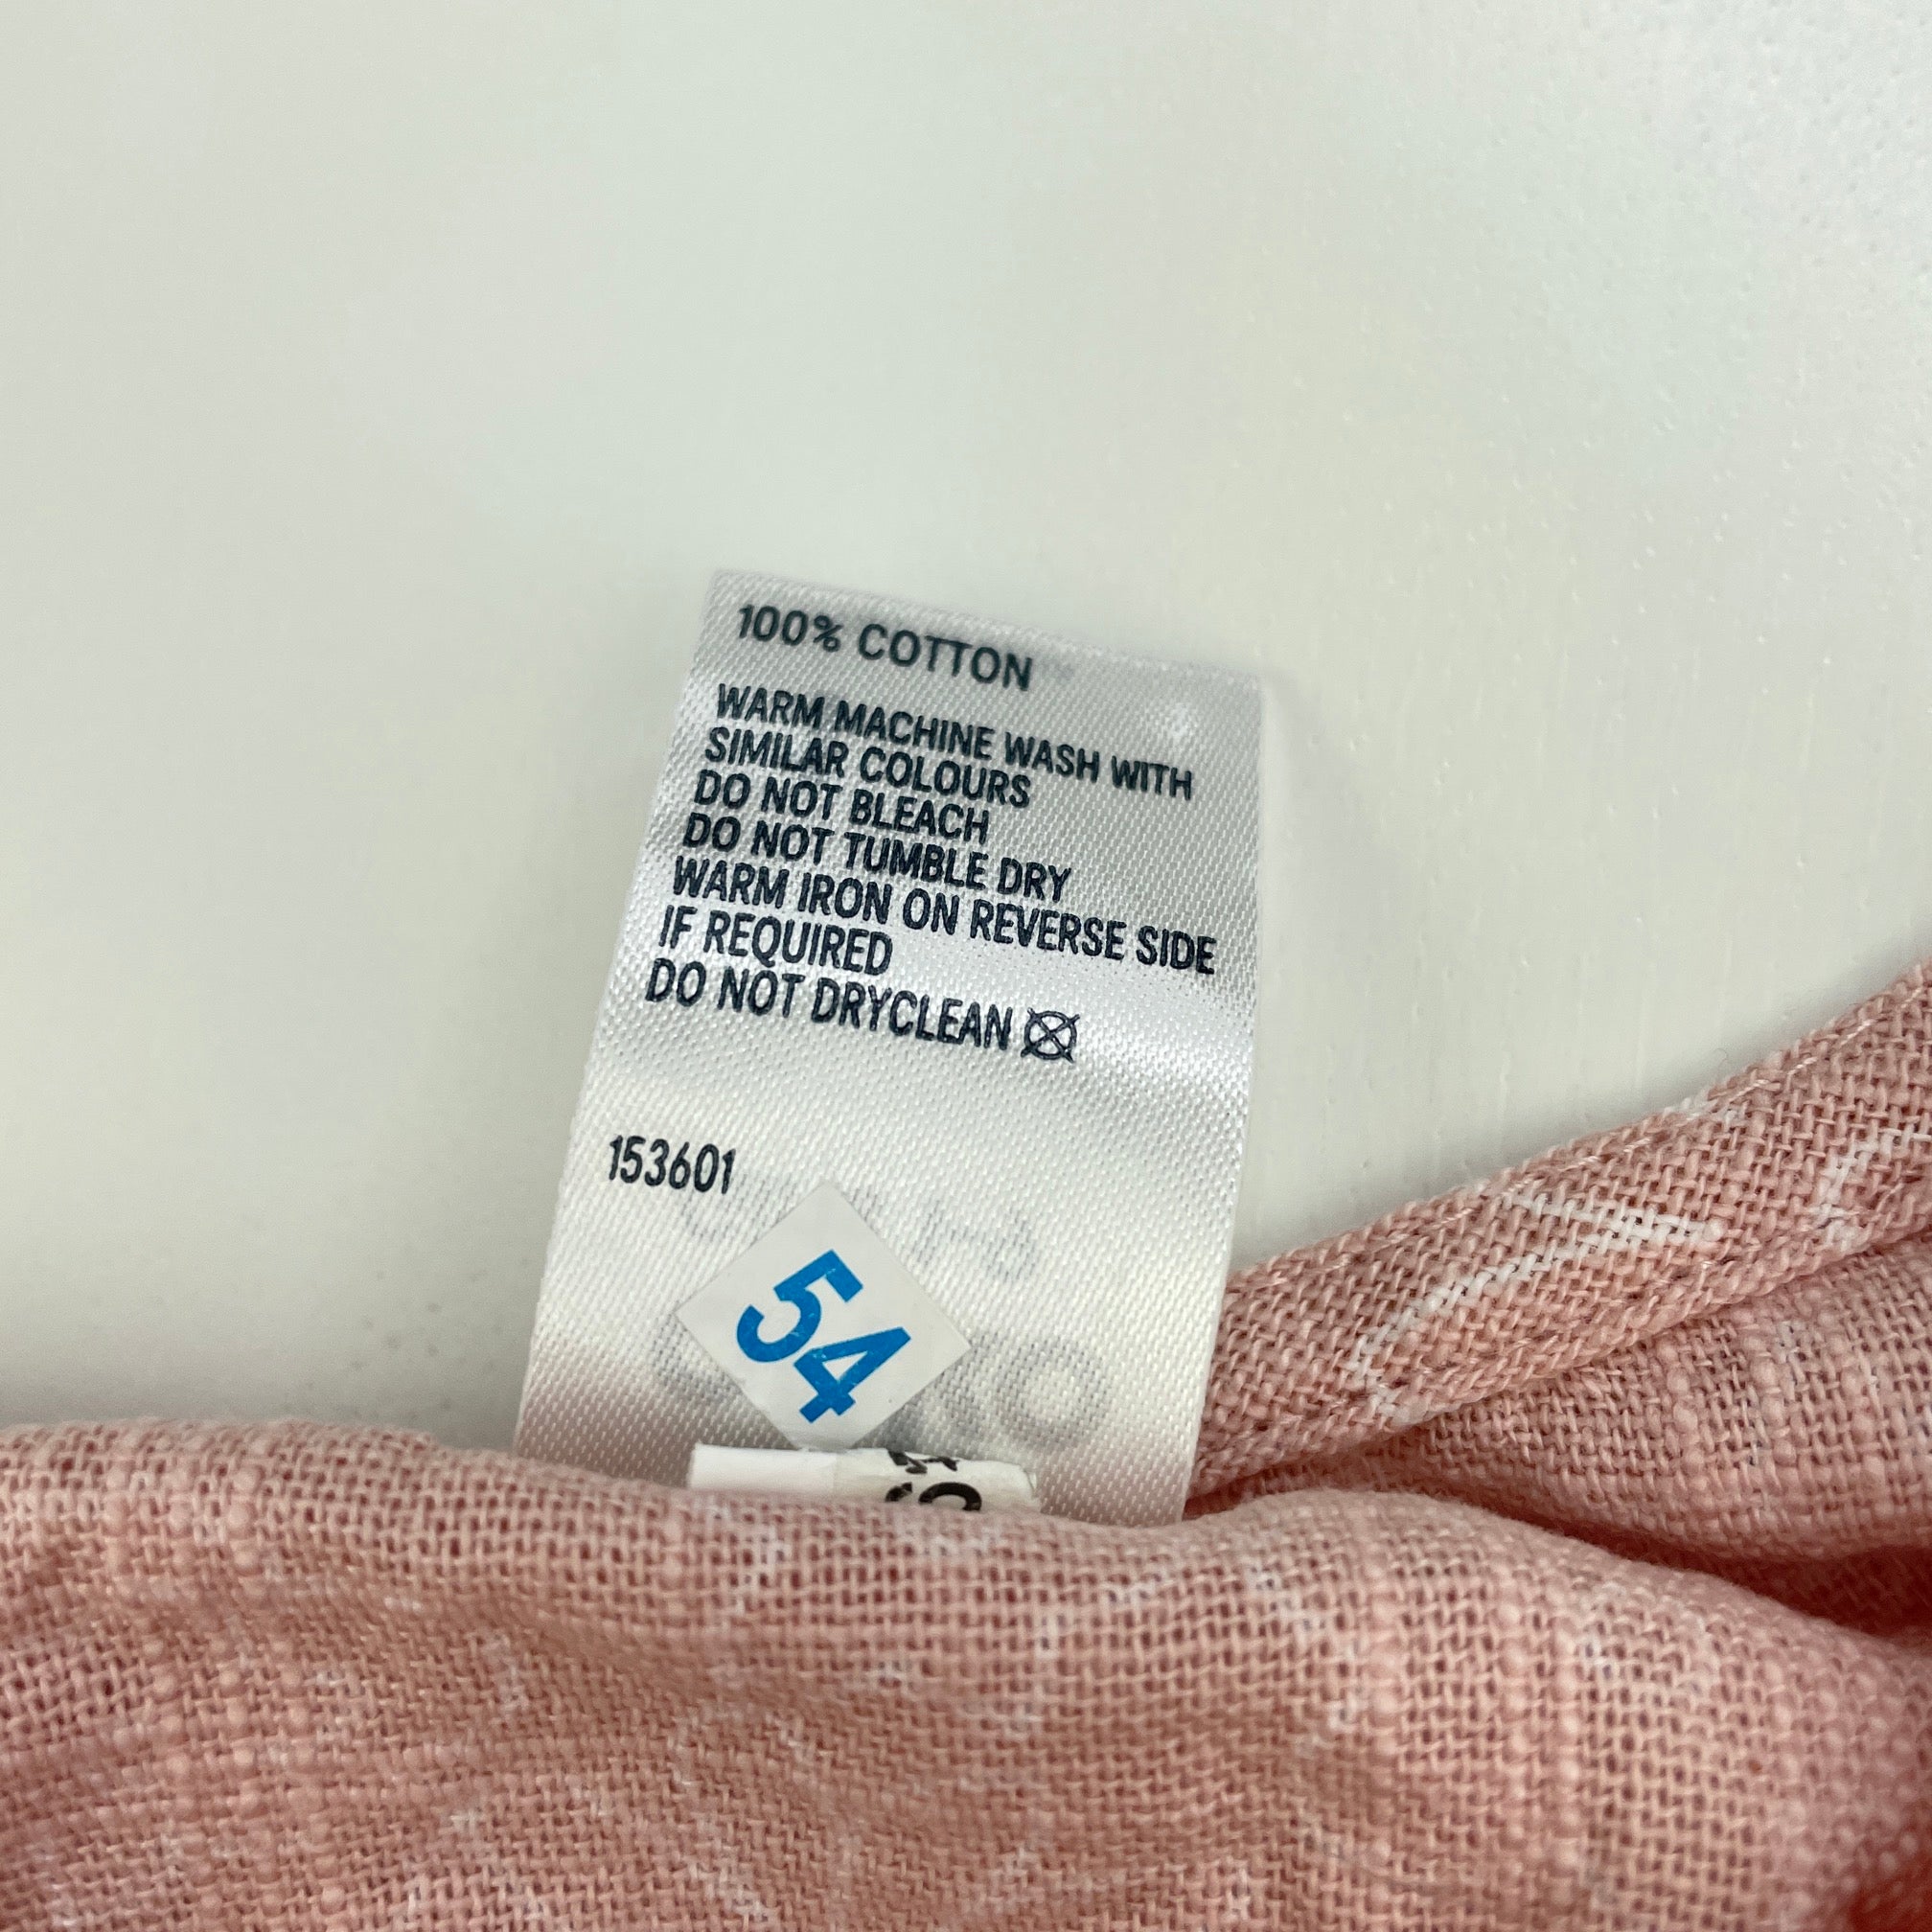 100% COTTON
WARM MACHINE WASH WITH
SIMILAR COLOURS
DO NOT BLEACH
DO NOT TUMBLE DRY
WARM IRON ON REVERSE SIDE
IF REQUIRED
DO NOT DRYCLEAN
153601
54